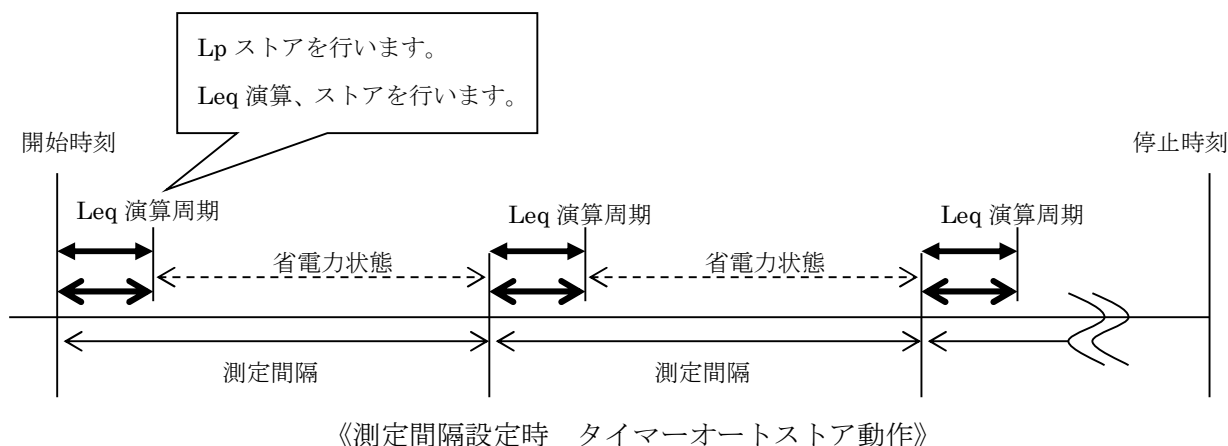 Lp ストアを行います。
Leq 演算、ストアを行います。
開始時刻
停止時刻
Leq 演算周期
Leq 演算周期
Leq 演算周期
省電力状態
省電力状態
測定間隔
測定間隔
《測定間隔設定時　タイマーオートストア動作》